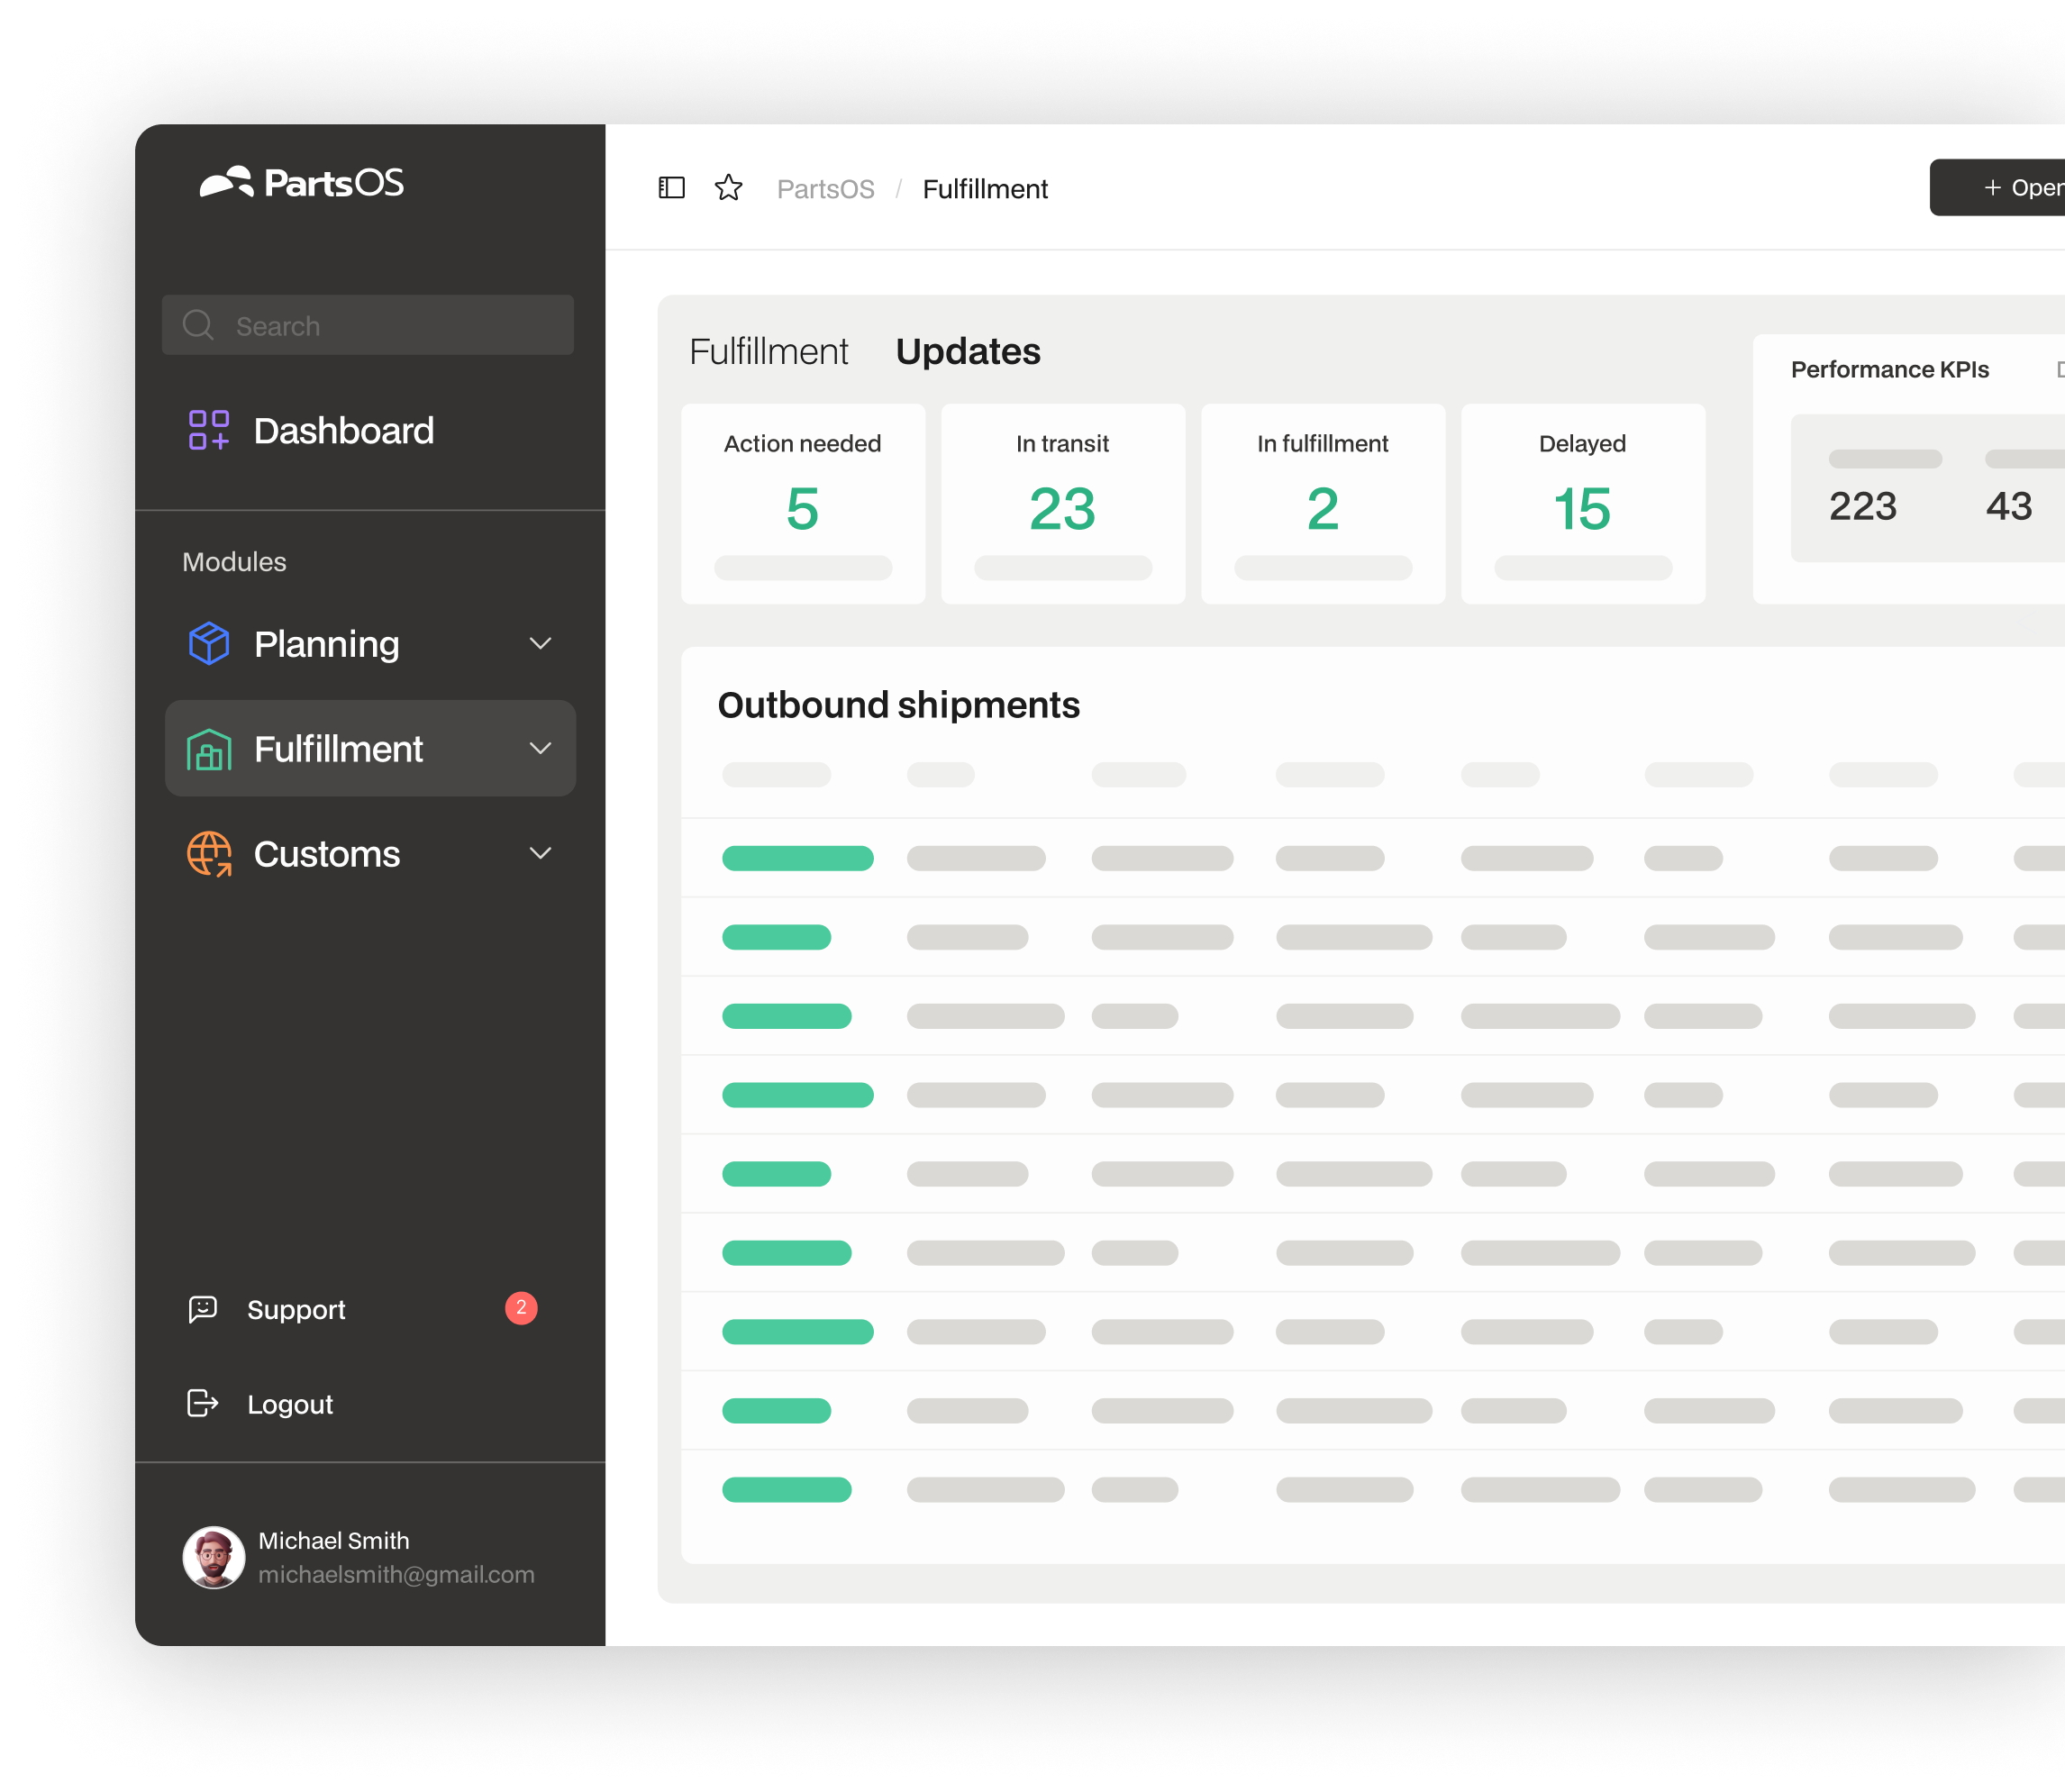 PartsOS
Search
Dashboard
Modules
Planning
Fulfillment
Customs
Support 2
Logout
Michael Smith
michaelsmith@gmail.com
PartsOS / Fulfillment
+ Open
Fulfillment Updates
Action needed
5
In transit
23
In fulfillment
2
Delayed
15
Performance KPIs
223 43
Outbound shipments